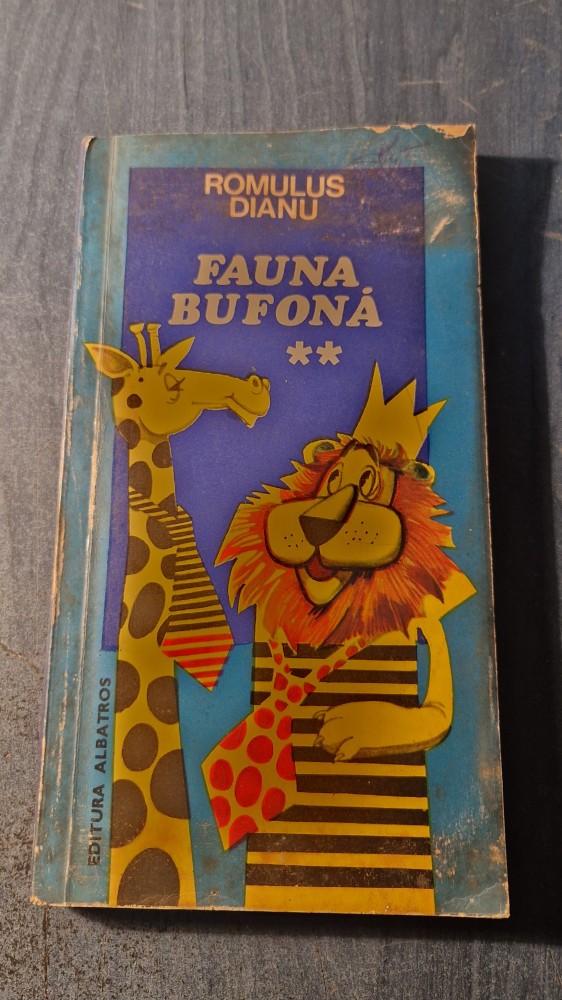 ROMULUS
DIANU
FAUNA
BUFONĂ
**
EDITURA ALBATROS